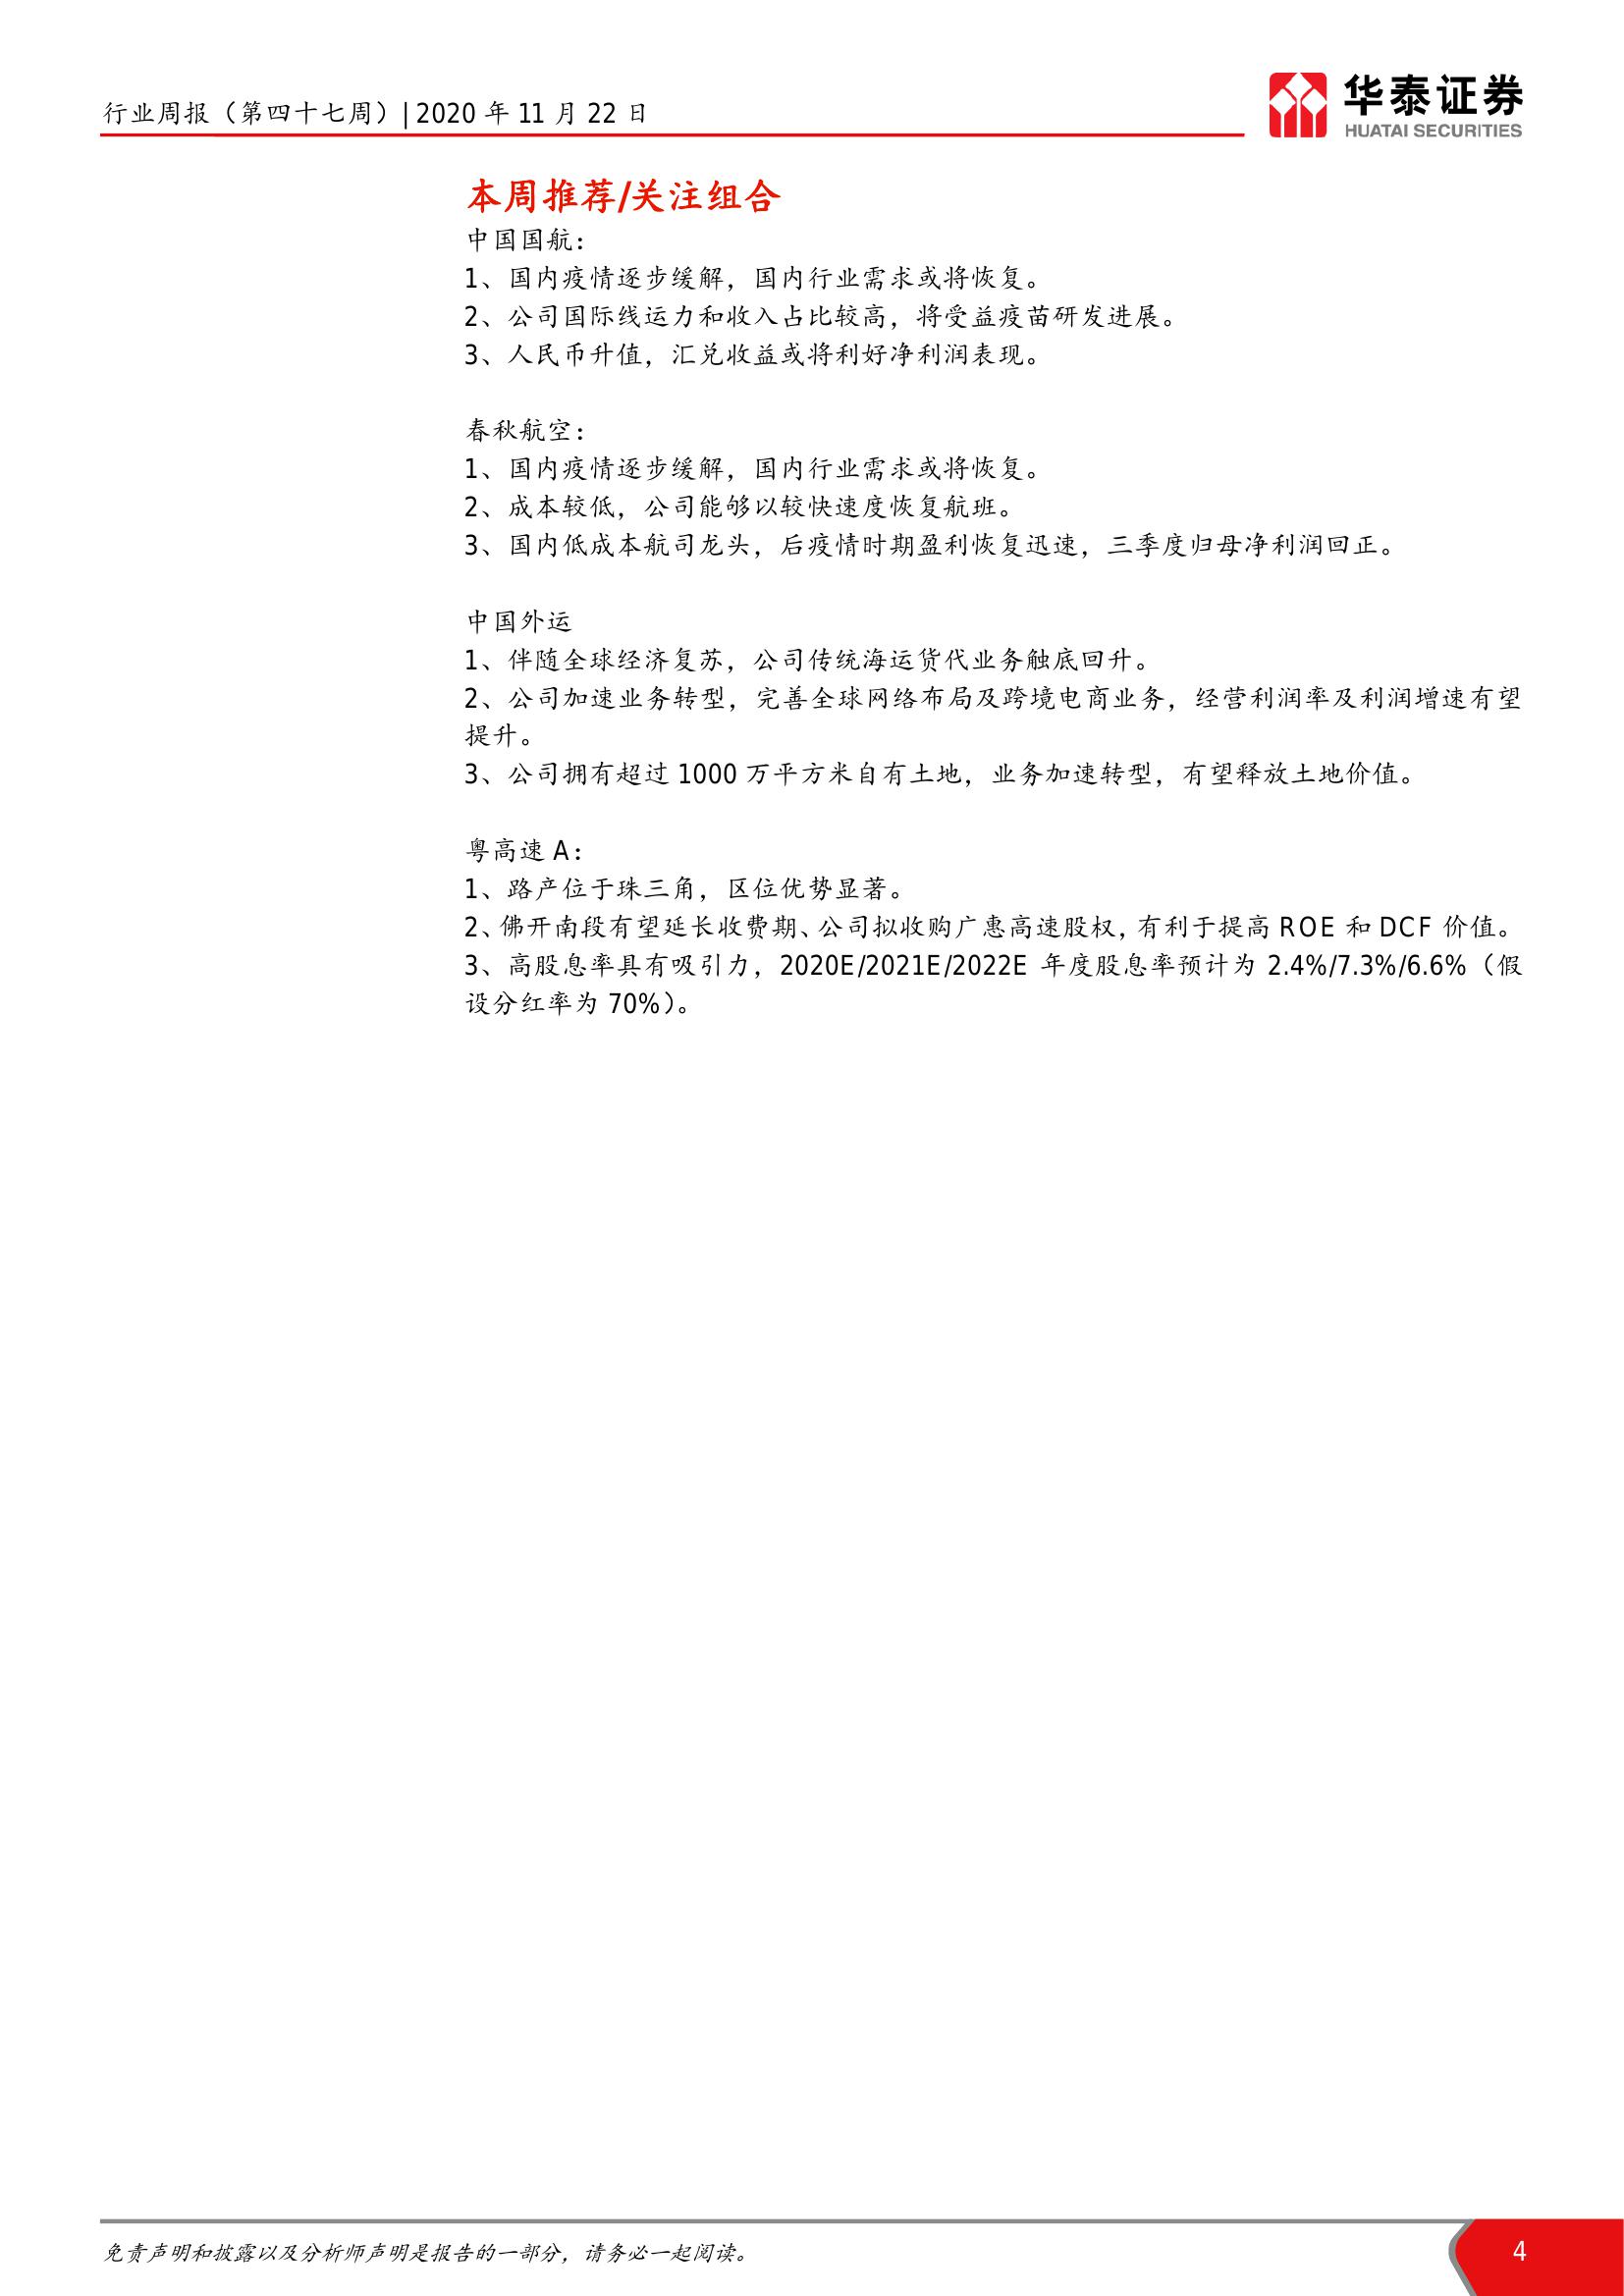 行业周报（第四十七周）| 2020 年 11 月 22 日
华泰证券
HUATAI SECURITIES
本周推荐/关注组合
中国国航：
1、国内疫情逐步缓解，国内行业需求或将恢复。
2、公司国际线运力和收入占比较高，将受益疫苗研发进展。
3、人民币升值，汇兑收益或将利好净利润表现。
春秋航空：
1、国内疫情逐步缓解，国内行业需求或将恢复。
2、成本较低，公司能够以较快速度恢复航班。
3、国内低成本航司龙头，后疫情时期盈利恢复迅速，三季度归母净利润回正。
中国外运
1、伴随全球经济复苏，公司传统海运货代业务触底回升。
2、公司加速业务转型，完善全球网络布局及跨境电商业务，经营利润率及利润增速有望
提升。
3、公司拥有超过 1000 万平方米自有土地，业务加速转型，有望释放土地价值。
粤高速 A：
1、路产位于珠三角，区位优势显著。
2、佛开南段有望延长收费期、公司拟收购广惠高速股权，有利于提高 ROE 和 DCF 价值。
3、高股息率具有吸引力，2020E/2021E/2022E 年度股息率预计为 2.4%/7.3%/6.6%（假
设分红率为 70%）。
免责声明和披露以及分析师声明是报告的一部分，请务必一起阅读。
4